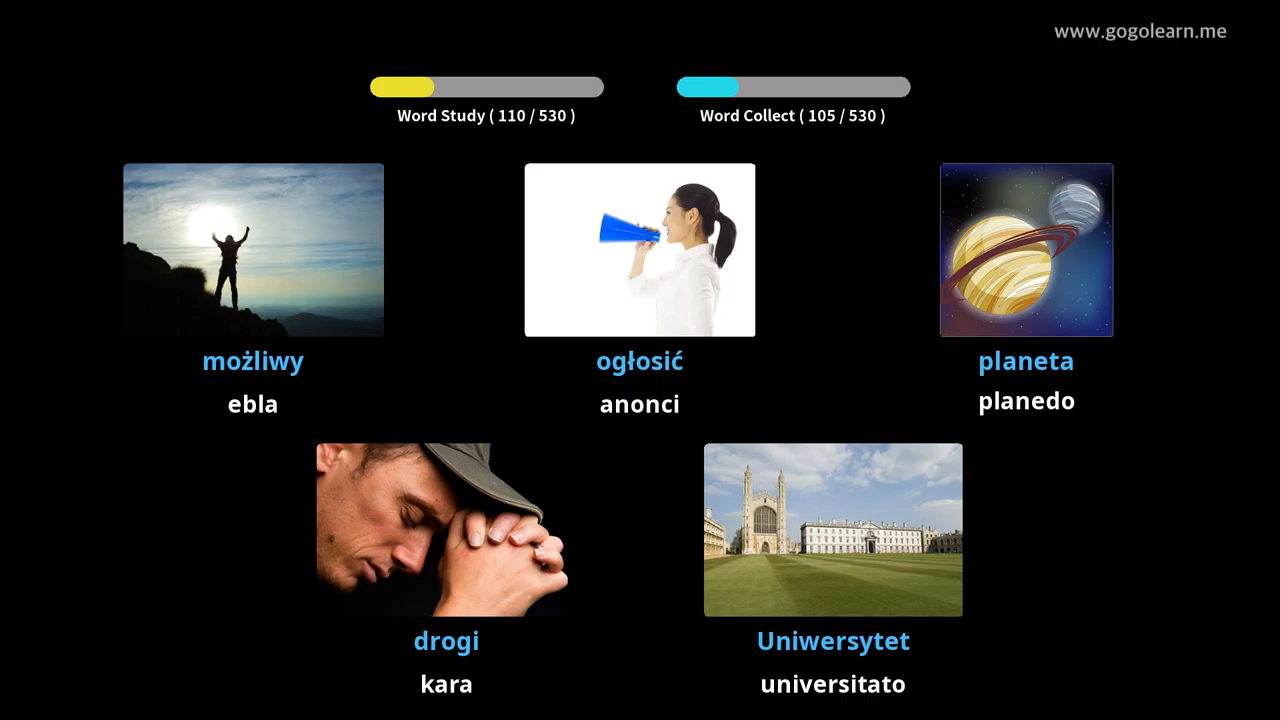 www.gogolearn.me
Word Study ( 110 / 530 )
Word Collect ( 105 / 530 )
możliwy
ebla
ogłosić
anonci
planeta
planedo
drogi
kara
Uniwersytet
universitato